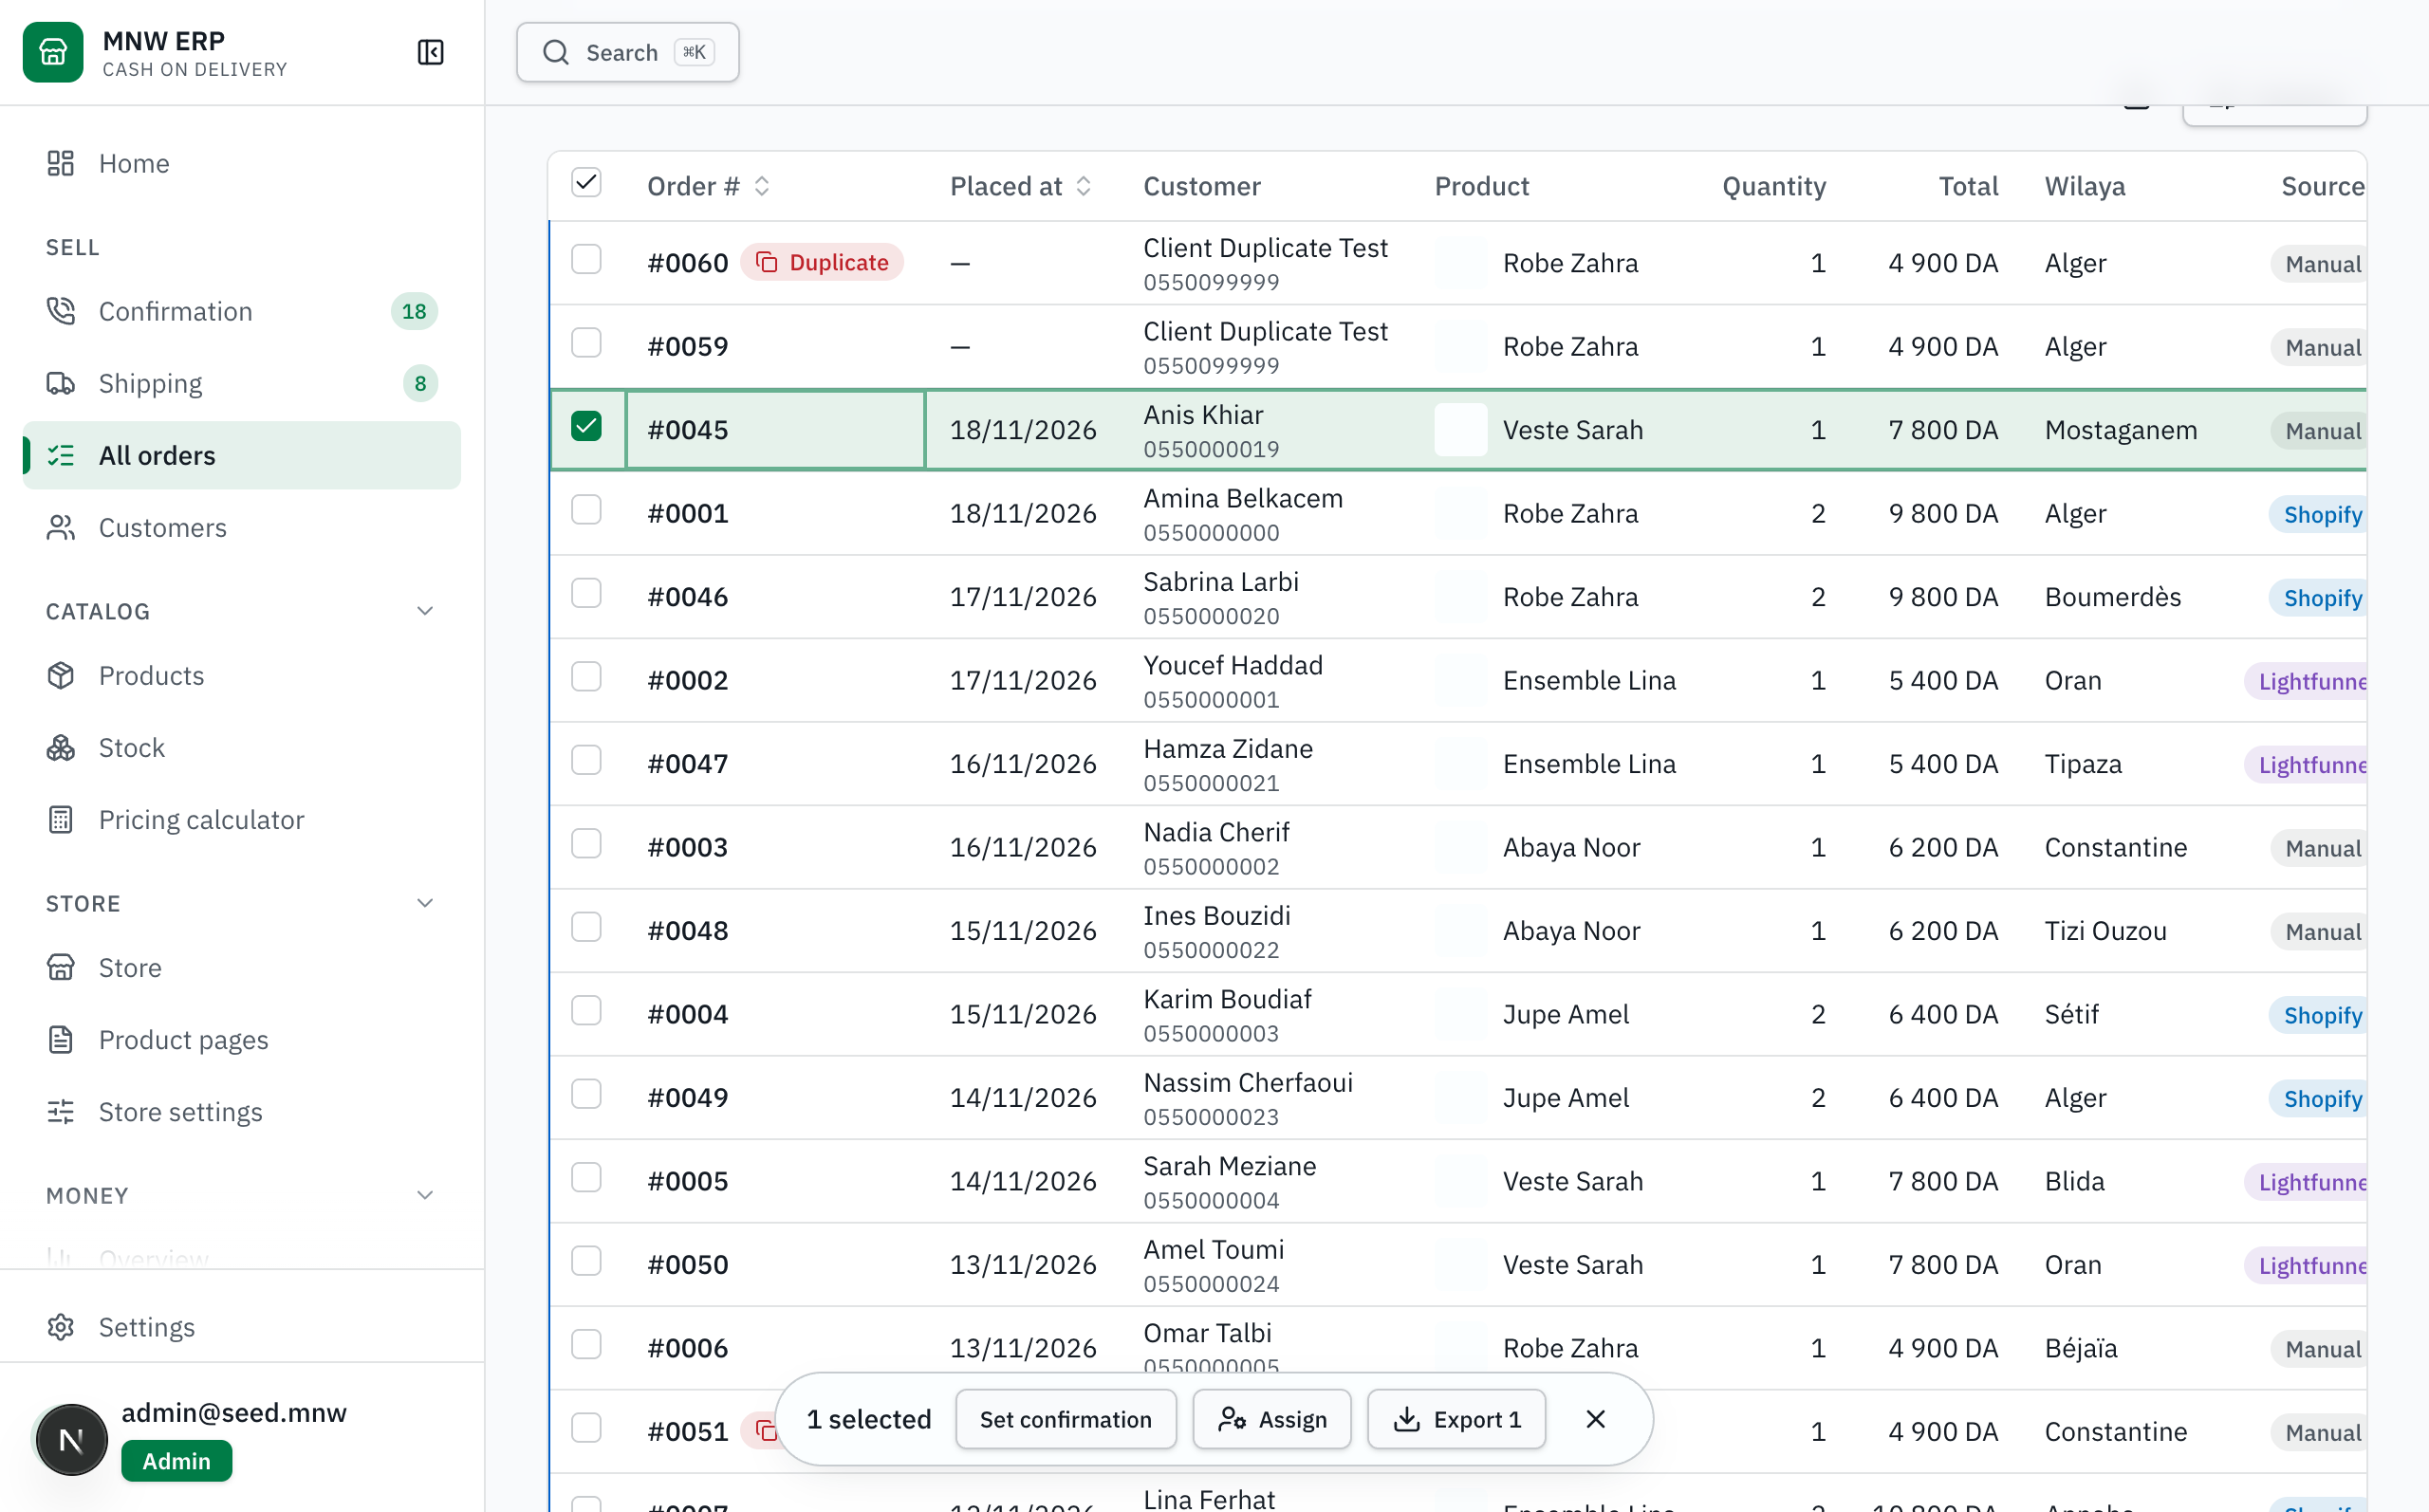 MNW ERP
CASH ON DELIVERY
Search ⌘K
Home
SELL
Confirmation 18
Shipping 8
All orders
Customers
CATALOG
Products
Stock
Pricing calculator
STORE
Store
Product pages
Store settings
MONEY
Overview
Settings
admin@seed.mnw
Admin
Order # Placed at Customer Product Quantity Total Wilaya Source
#0060 Duplicate — Client Duplicate Test 0550099999 Robe Zahra 1 4 900 DA Alger Manual
#0059 — Client Duplicate Test 0550099999 Robe Zahra 1 4 900 DA Alger Manual
#0045 18/11/2026 Anis Khiar 0550000019 Veste Sarah 1 7 800 DA Mostaganem Manual
#0001 18/11/2026 Amina Belkacem 0550000000 Robe Zahra 2 9 800 DA Alger Shopify
#0046 17/11/2026 Sabrina Larbi 0550000020 Robe Zahra 2 9 800 DA Boumerdès Shopify
#0002 17/11/2026 Youcef Haddad 0550000001 Ensemble Lina 1 5 400 DA Oran Lightfunne
#0047 16/11/2026 Hamza Zidane 0550000021 Ensemble Lina 1 5 400 DA Tipaza Lightfunne
#0003 16/11/2026 Nadia Cherif 0550000002 Abaya Noor 1 6 200 DA Constantine Manual
#0048 15/11/2026 Ines Bouzidi 0550000022 Abaya Noor 1 6 200 DA Tizi Ouzou Manual
#0004 15/11/2026 Karim Boudiaf 0550000003 Jupe Amel 2 6 400 DA Sétif Shopify
#0049 14/11/2026 Nassim Cherfaoui 0550000023 Jupe Amel 2 6 400 DA Alger Shopify
#0005 14/11/2026 Sarah Meziane 0550000004 Veste Sarah 1 7 800 DA Blida Lightfunne
#0050 13/11/2026 Amel Toumi 0550000024 Veste Sarah 1 7 800 DA Oran Lightfunne
#0006 13/11/2026 Omar Talbi 0550000005 Robe Zahra 1 4 900 DA Béjaïa Manual
#0051 1 4 900 DA Constantine Manual
1 selected Set confirmation Assign Export 1
Lina Ferhat